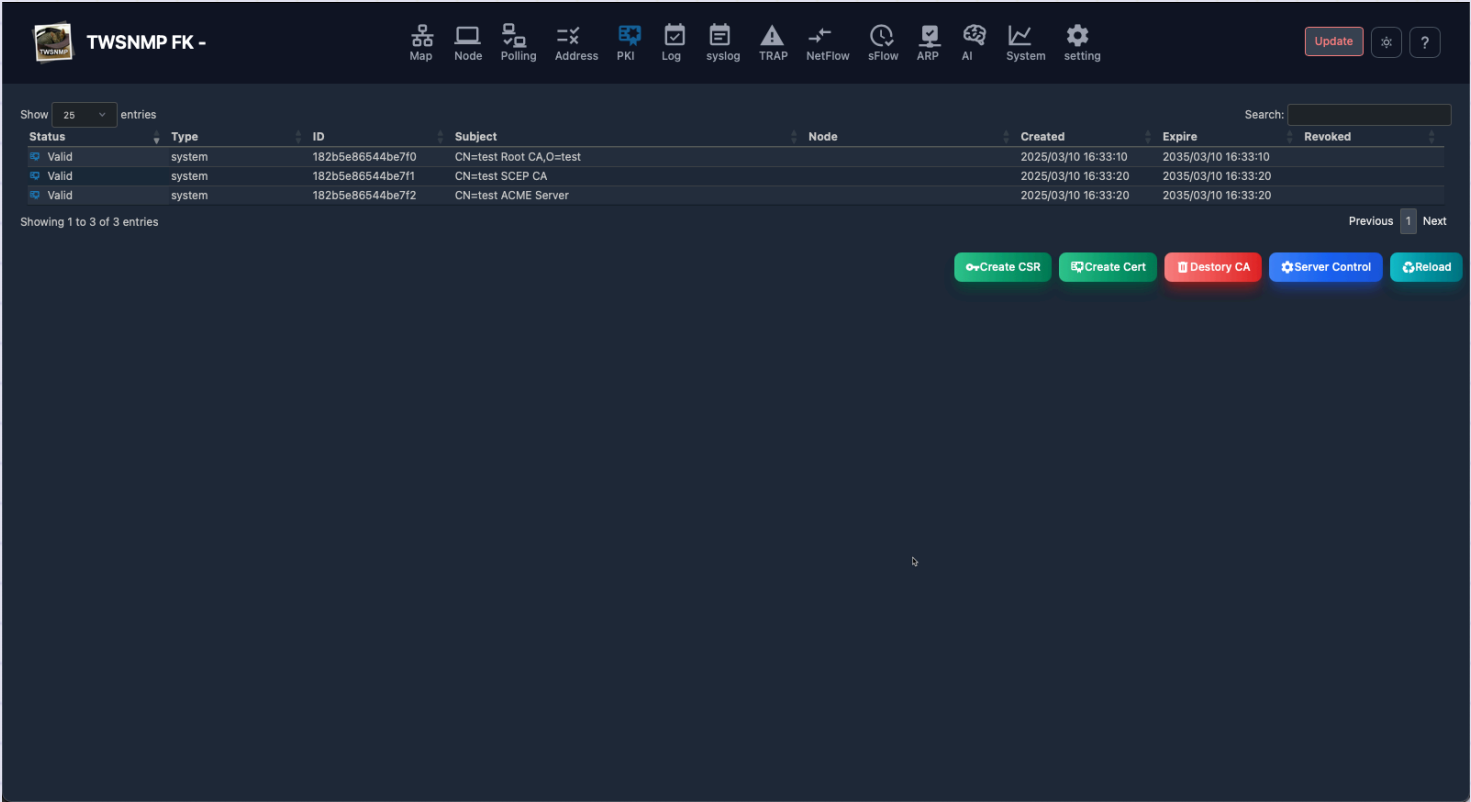 TWSNMP
TWSNMP FK -
Map Node Polling Address PKI Log syslog TRAP NetFlow sFlow ARP AI System setting
Update ?
Show 25 entries Search:
Status Type ID Subject Node Created Expire Revoked
Valid system 182b5e86544be7f0 CN=test Root CA,O=test 2025/03/10 16:33:10 2035/03/10 16:33:10
Valid system 182b5e86544be7f1 CN=test SCEP CA 2025/03/10 16:33:20 2035/03/10 16:33:20
Valid system 182b5e86544be7f2 CN=test ACME Server 2025/03/10 16:33:20 2035/03/10 16:33:20
Showing 1 to 3 of 3 entries Previous 1 Next
Create CSR Create Cert Destory CA Server Control Reload